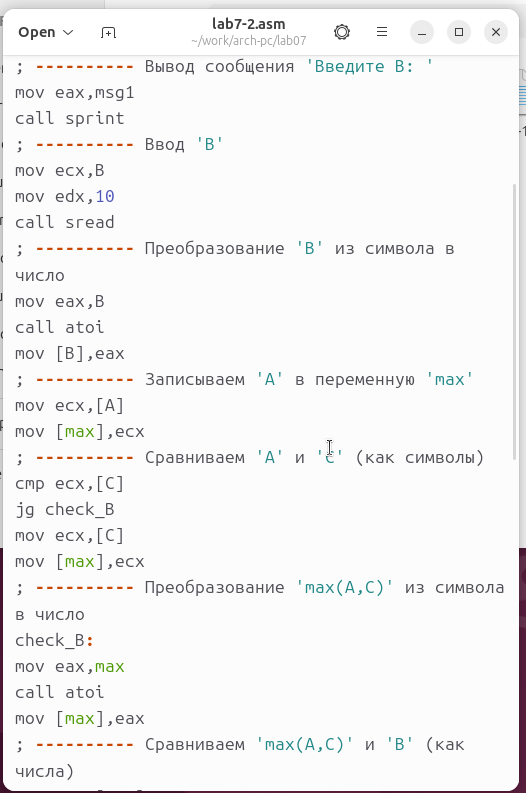 Open
lab7-2.asm
~/work/arch-pc/lab07
; ---------- Вывод сообщения 'Введите B: '
mov eax,msg1
call sprint
; ---------- Ввод 'B'
mov ecx,B
mov edx,10
call sread
; ---------- Преобразование 'B' из символа в
число
mov eax,B
call atoi
mov [B],eax
; ---------- Записываем 'A' в переменную 'max'
mov ecx,[A]
mov [max],ecx
; ---------- Сравниваем 'A' и 'С' (как символы)
cmp ecx,[C]
jg check_B
mov ecx,[C]
mov [max],ecx
; ---------- Преобразование 'max(A,C)' из символа
в число
check_B:
mov eax,max
call atoi
mov [max],eax
; ---------- Сравниваем 'max(A,C)' и 'B' (как
числа)